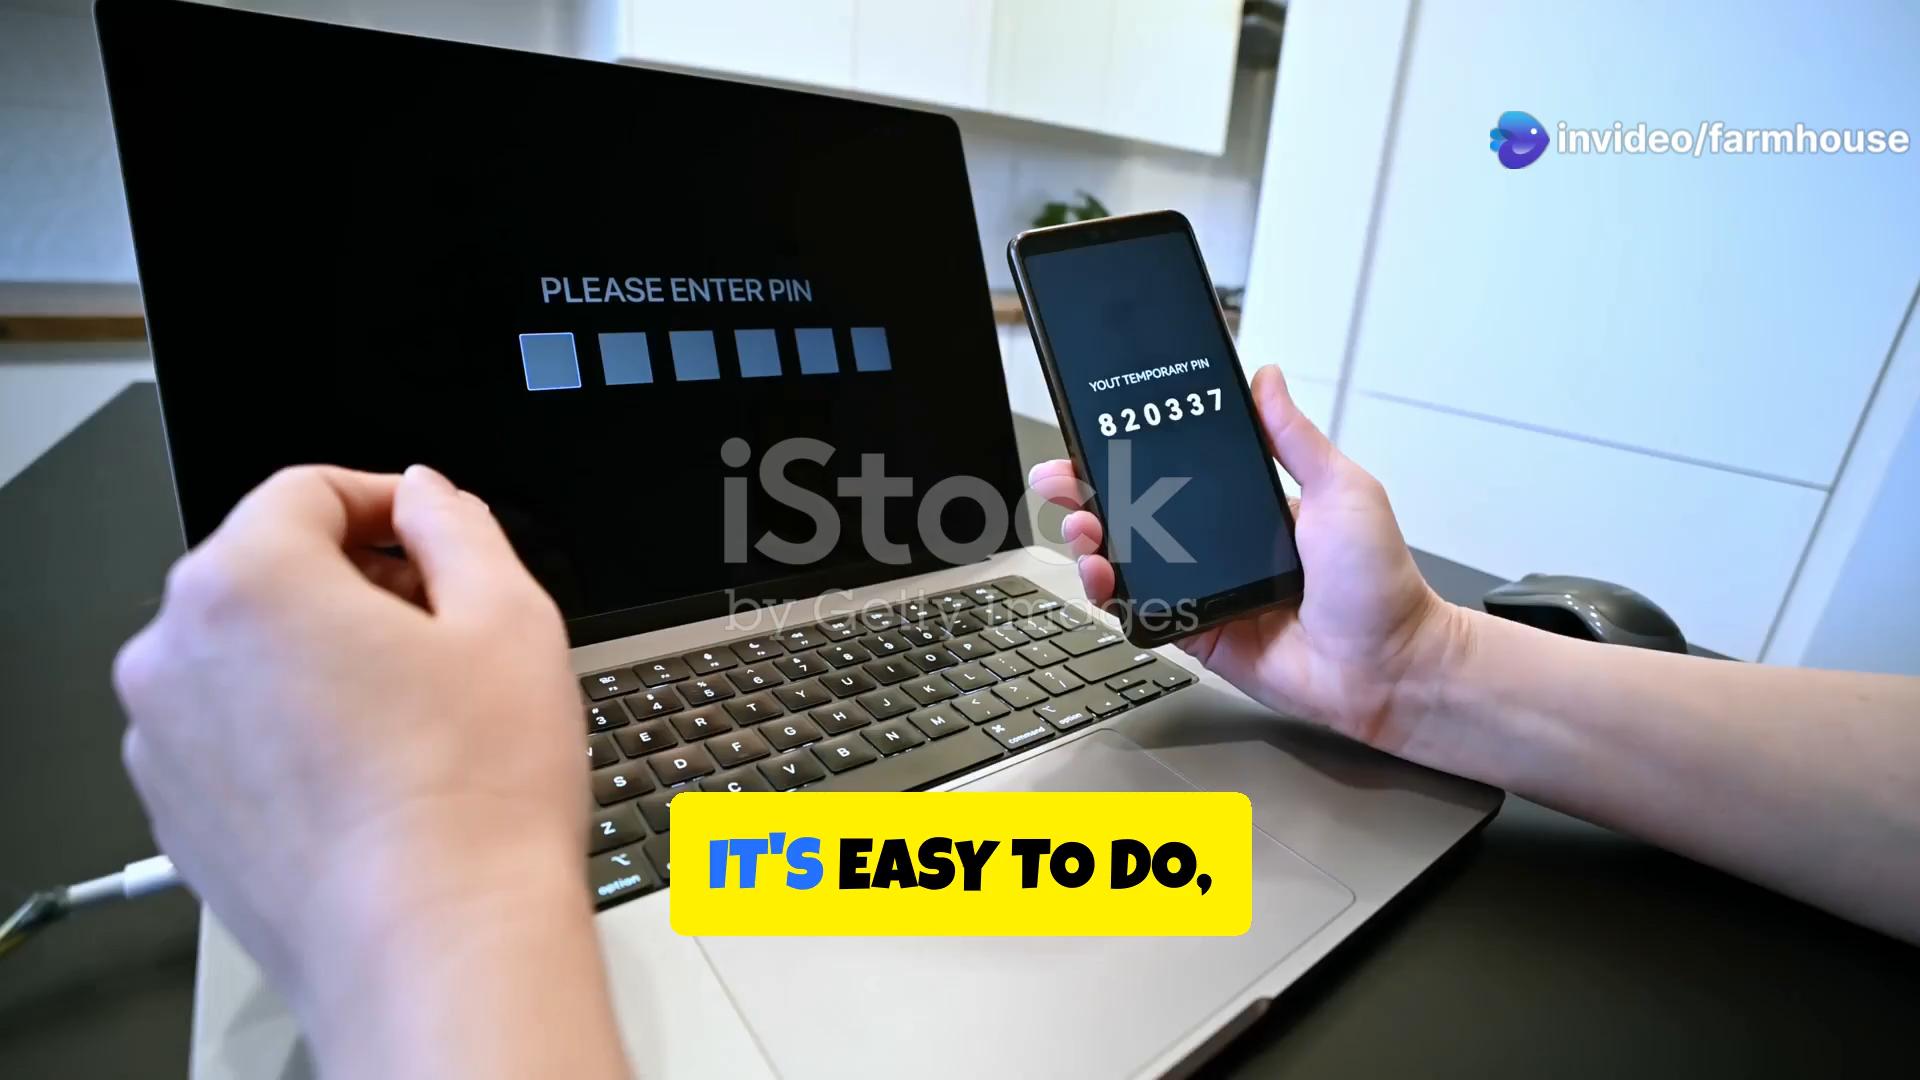 invideo/farmhouse
PLEASE ENTER PIN
YOUT TEMPORARY PIN
820337
iStock
by Getty Images
IT'S EASY TO DO,